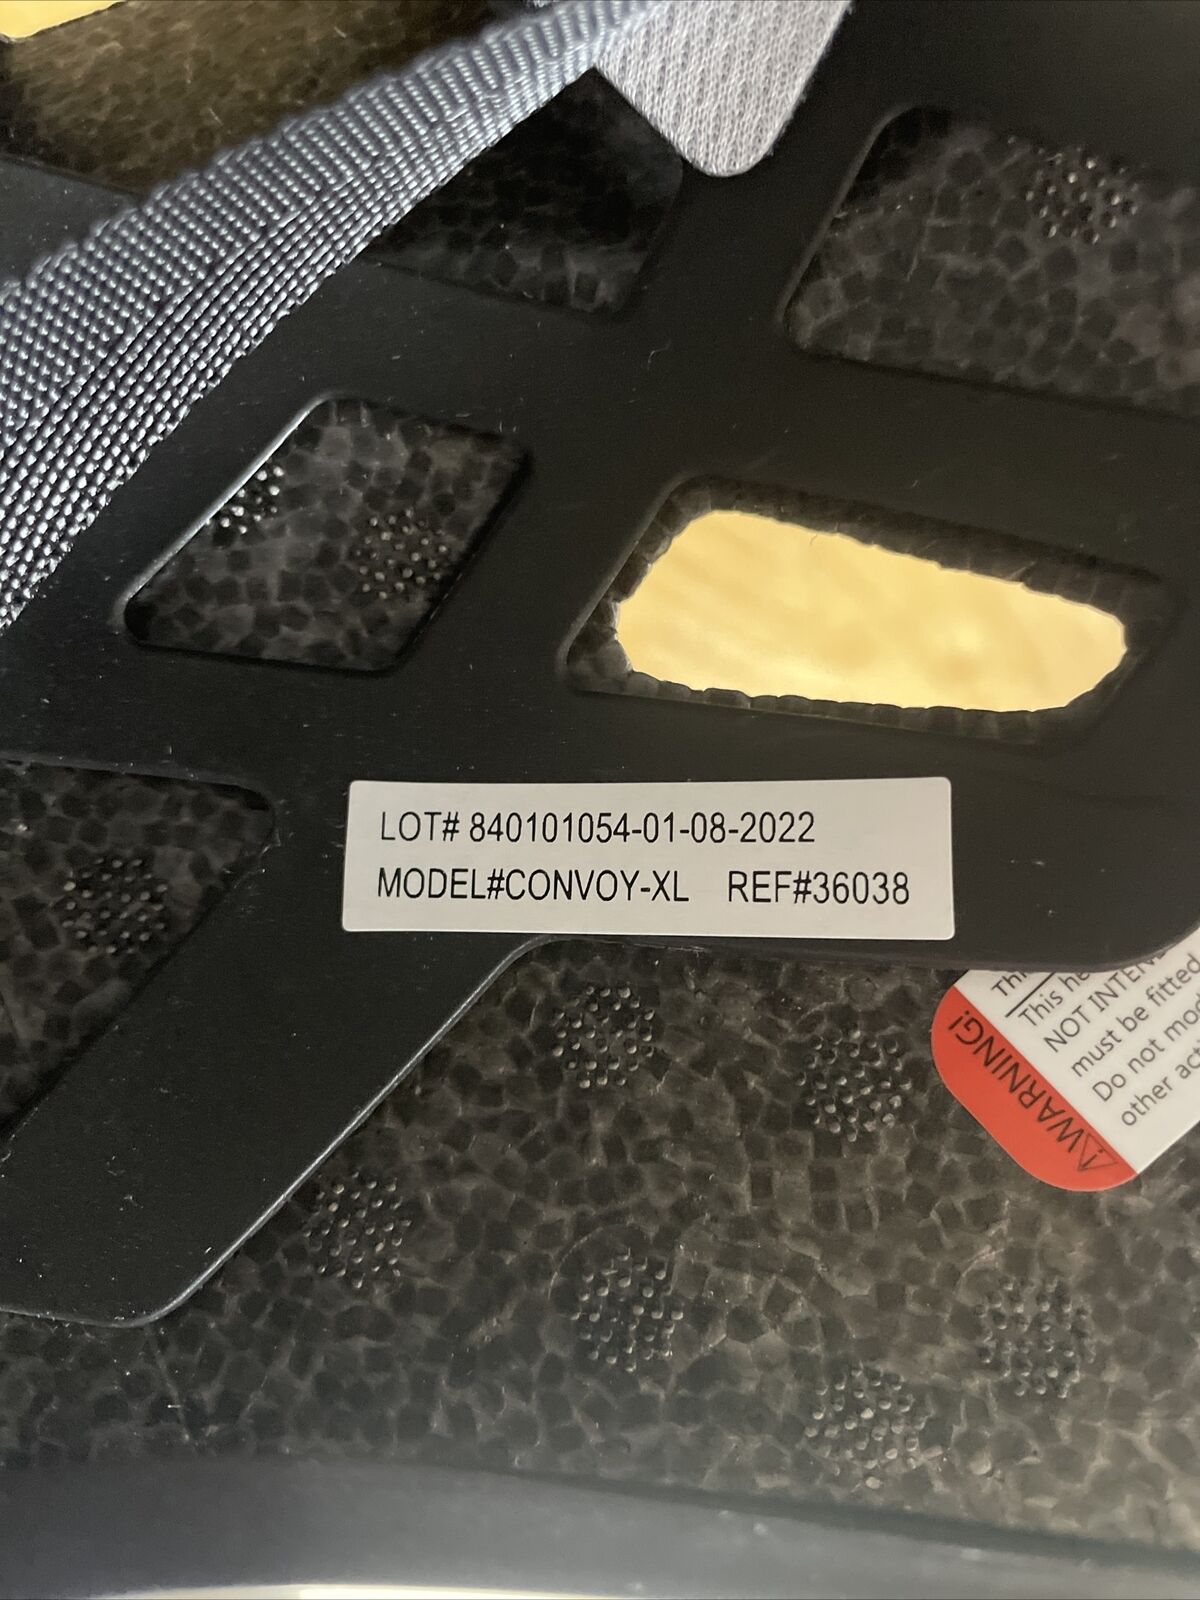 LOT# 840101054-01-08-2022
MODEL#CONVOY-XL REF#36038
⚠WARNING!
This he
NOT INTEN
must be fitted
Do not mod
other act